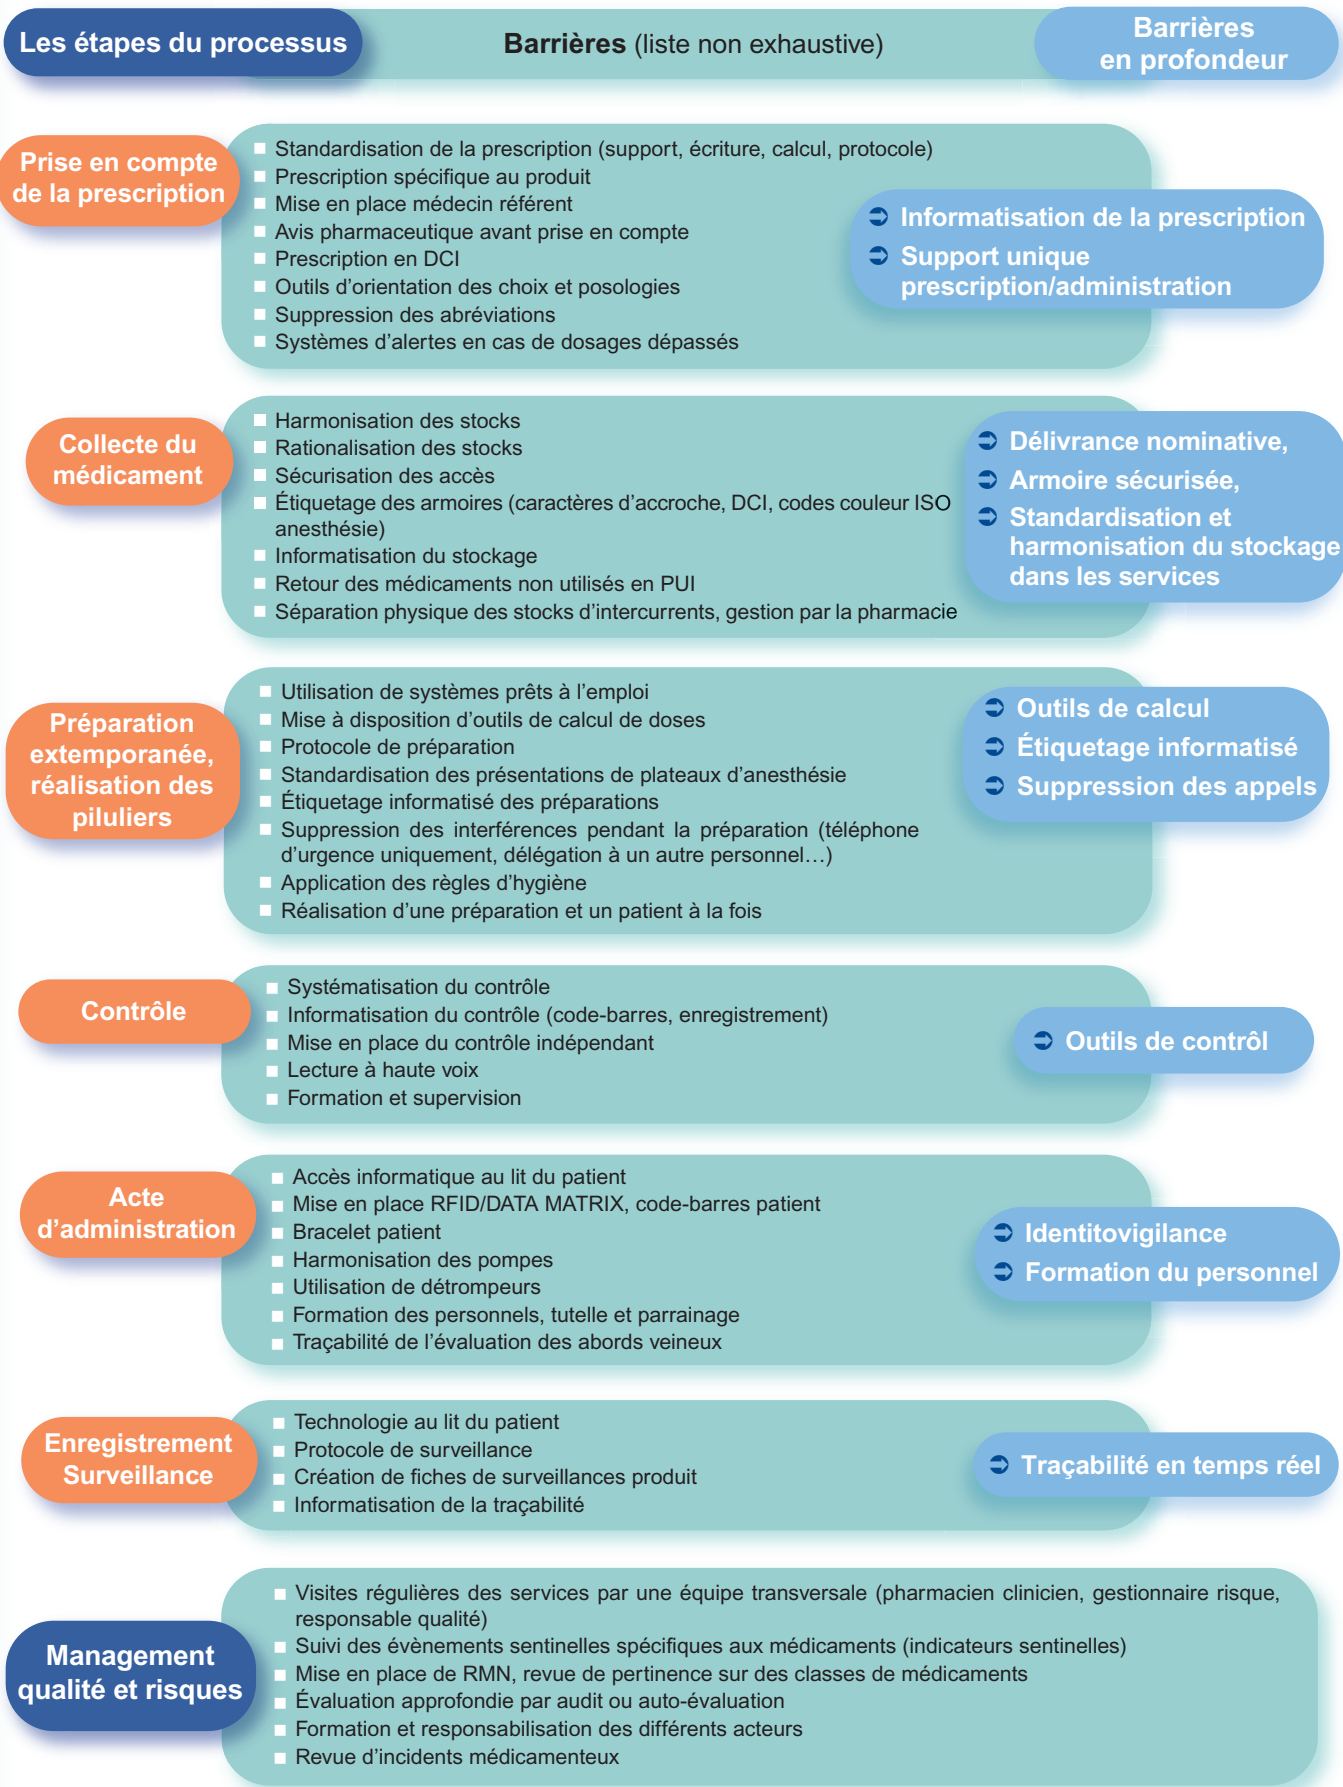 Les étapes du processus
Barrières (liste non exhaustive)
Barrières
en profondeur
Prise en compte
de la prescription
Standardisation de la prescription (support, écriture, calcul, protocole)
Prescription spécifique au produit
Mise en place médecin référent
Avis pharmaceutique avant prise en compte
Prescription en DCI
Outils d'orientation des choix et posologies
Suppression des abréviations
Systèmes d'alertes en cas de dosages dépassés
Informatisation de la prescription
Support unique
prescription/administration
Collecte du
médicament
Harmonisation des stocks
Rationalisation des stocks
Sécurisation des accès
Étiquetage des armoires (caractères d'accroche, DCI, codes couleur ISO
anesthésie)
Informatisation du stockage
Retour des médicaments non utilisés en PUI
Séparation physique des stocks d'intercurrents, gestion par la pharmacie
Délivrance nominative,
Armoire sécurisée,
Standardisation et
harmonisation du stockage
dans les services
Préparation
extemporanée,
réalisation des
piluliers
Utilisation de systèmes prêts à l'emploi
Mise à disposition d'outils de calcul de doses
Protocole de préparation
Standardisation des présentations de plateaux d'anesthésie
Étiquetage informatisé des préparations
Suppression des interférences pendant la préparation (téléphone
d'urgence uniquement, délégation à un autre personnel…)
Application des règles d'hygiène
Réalisation d'une préparation et un patient à la fois
Outils de calcul
Étiquetage informatisé
Suppression des appels
Contrôle
Systématisation du contrôle
Informatisation du contrôle (code-barres, enregistrement)
Mise en place du contrôle indépendant
Lecture à haute voix
Formation et supervision
Outils de contrôl
Acte
d'administration
Accès informatique au lit du patient
Mise en place RFID/DATA MATRIX, code-barres patient
Bracelet patient
Harmonisation des pompes
Utilisation de détrompeurs
Formation des personnels, tutelle et parrainage
Traçabilité de l'évaluation des abords veineux
Identitovigilance
Formation du personnel
Enregistrement
Surveillance
Technologie au lit du patient
Protocole de surveillance
Création de fiches de surveillances produit
Informatisation de la traçabilité
Traçabilité en temps réel
Management
qualité et risques
Visites régulières des services par une équipe transversale (pharmacien clinicien, gestionnaire risque,
responsable qualité)
Suivi des évènements sentinelles spécifiques aux médicaments (indicateurs sentinelles)
Mise en place de RMN, revue de pertinence sur des classes de médicaments
Évaluation approfondie par audit ou auto-évaluation
Formation et responsabilisation des différents acteurs
Revue d'incidents médicamenteux